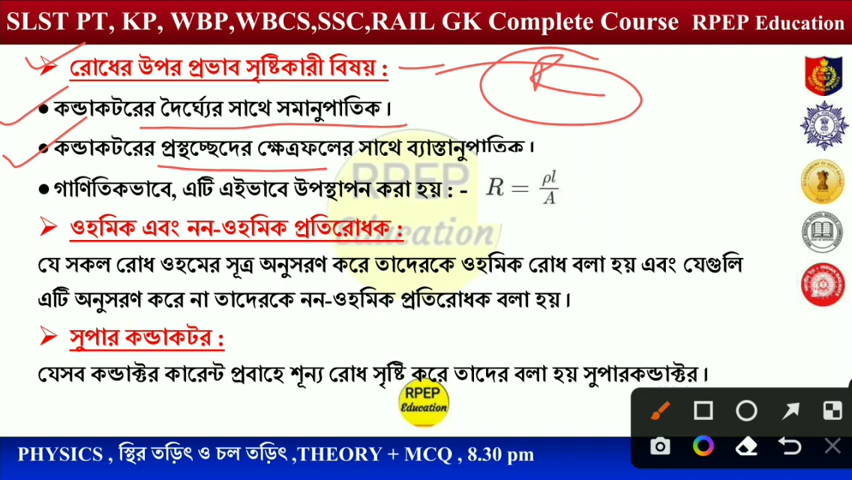 SLST PT, KP, WBP,WBCS,SSC,RAIL GK Complete Course RPEP Education
➢ রোধের উপর প্রভাব সৃষ্টিকারী বিষয় :
R
● কন্ডাকটরের দৈর্ঘ্যের সাথে সমানুপাতিক।
● কন্ডাকটরের প্রস্থচ্ছেদের ক্ষেত্রফলের সাথে ব্যাস্তানুপাতিক।
● গাণিতিকভাবে, এটি এইভাবে উপস্থাপন করা হয় : - R = ρl/A
RPEP
Education
➢ ওহমিক এবং নন-ওহমিক প্রতিরোধক :
যে সকল রোধ ওহমের সূত্র অনুসরণ করে তাদেরকে ওহমিক রোধ বলা হয় এবং যেগুলি
এটি অনুসরণ করে না তাদেরকে নন-ওহমিক প্রতিরোধক বলা হয়।
➢ সুপার কন্ডাকটর :
যেসব কন্ডাক্টর কারেন্ট প্রবাহে শূন্য রোধ সৃষ্টি করে তাদের বলা হয় সুপারকন্ডাক্টর।
RPEP
Education
PHYSICS , স্থির তড়িৎ ও চল তড়িৎ ,THEORY + MCQ , 8.30 pm